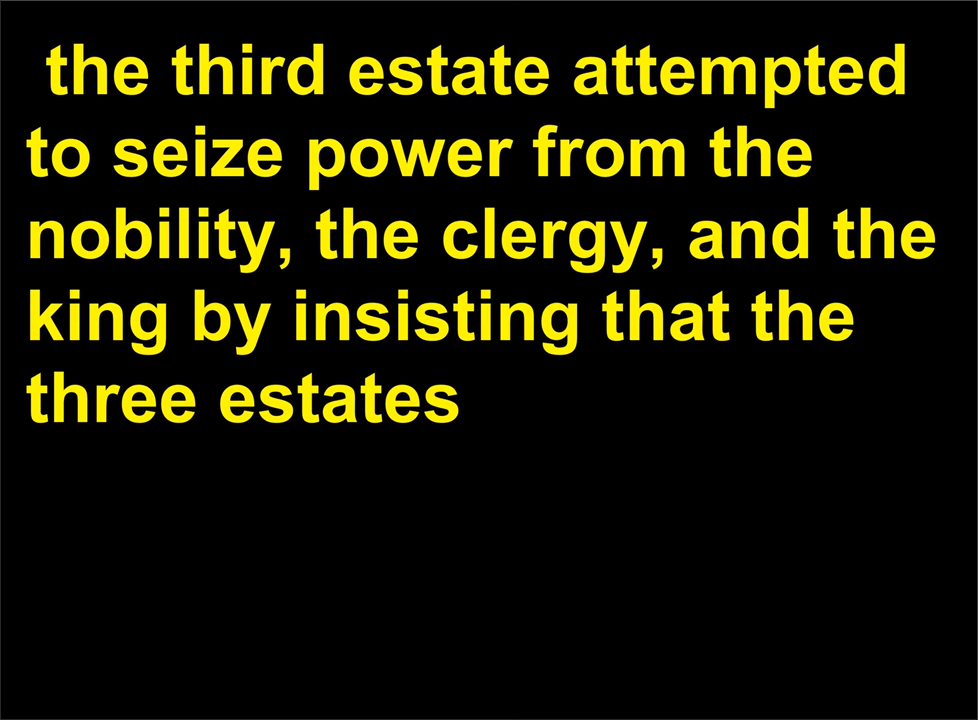 the third estate attempted
to seize power from the
nobility, the clergy, and the
king by insisting that the
three estates